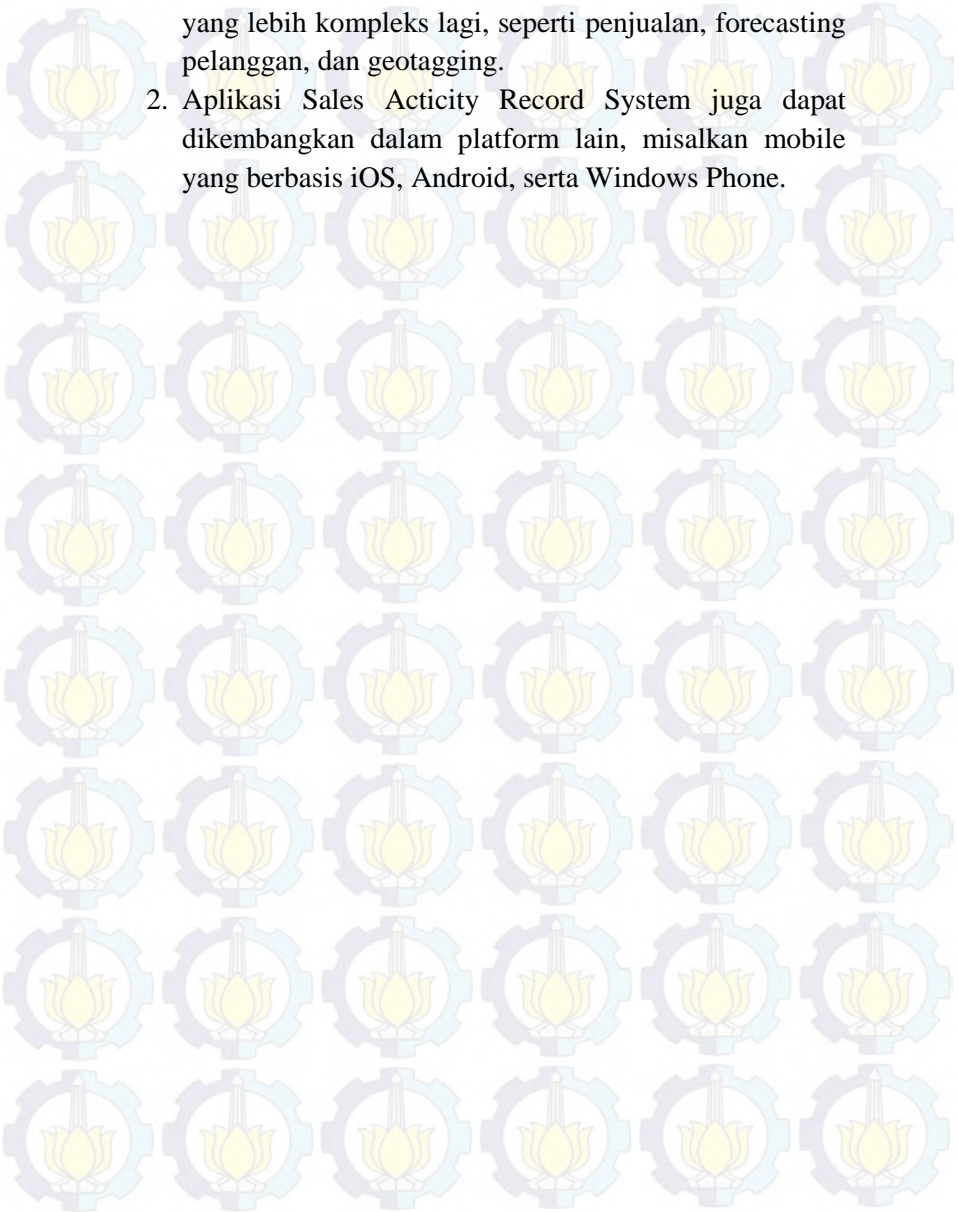 yang lebih kompleks lagi, seperti penjualan, forecasting
pelanggan, dan geotagging.
2. Aplikasi Sales Acticity Record System juga dapat
dikembangkan dalam platform lain, misalkan mobile
yang berbasis iOS, Android, serta Windows Phone.